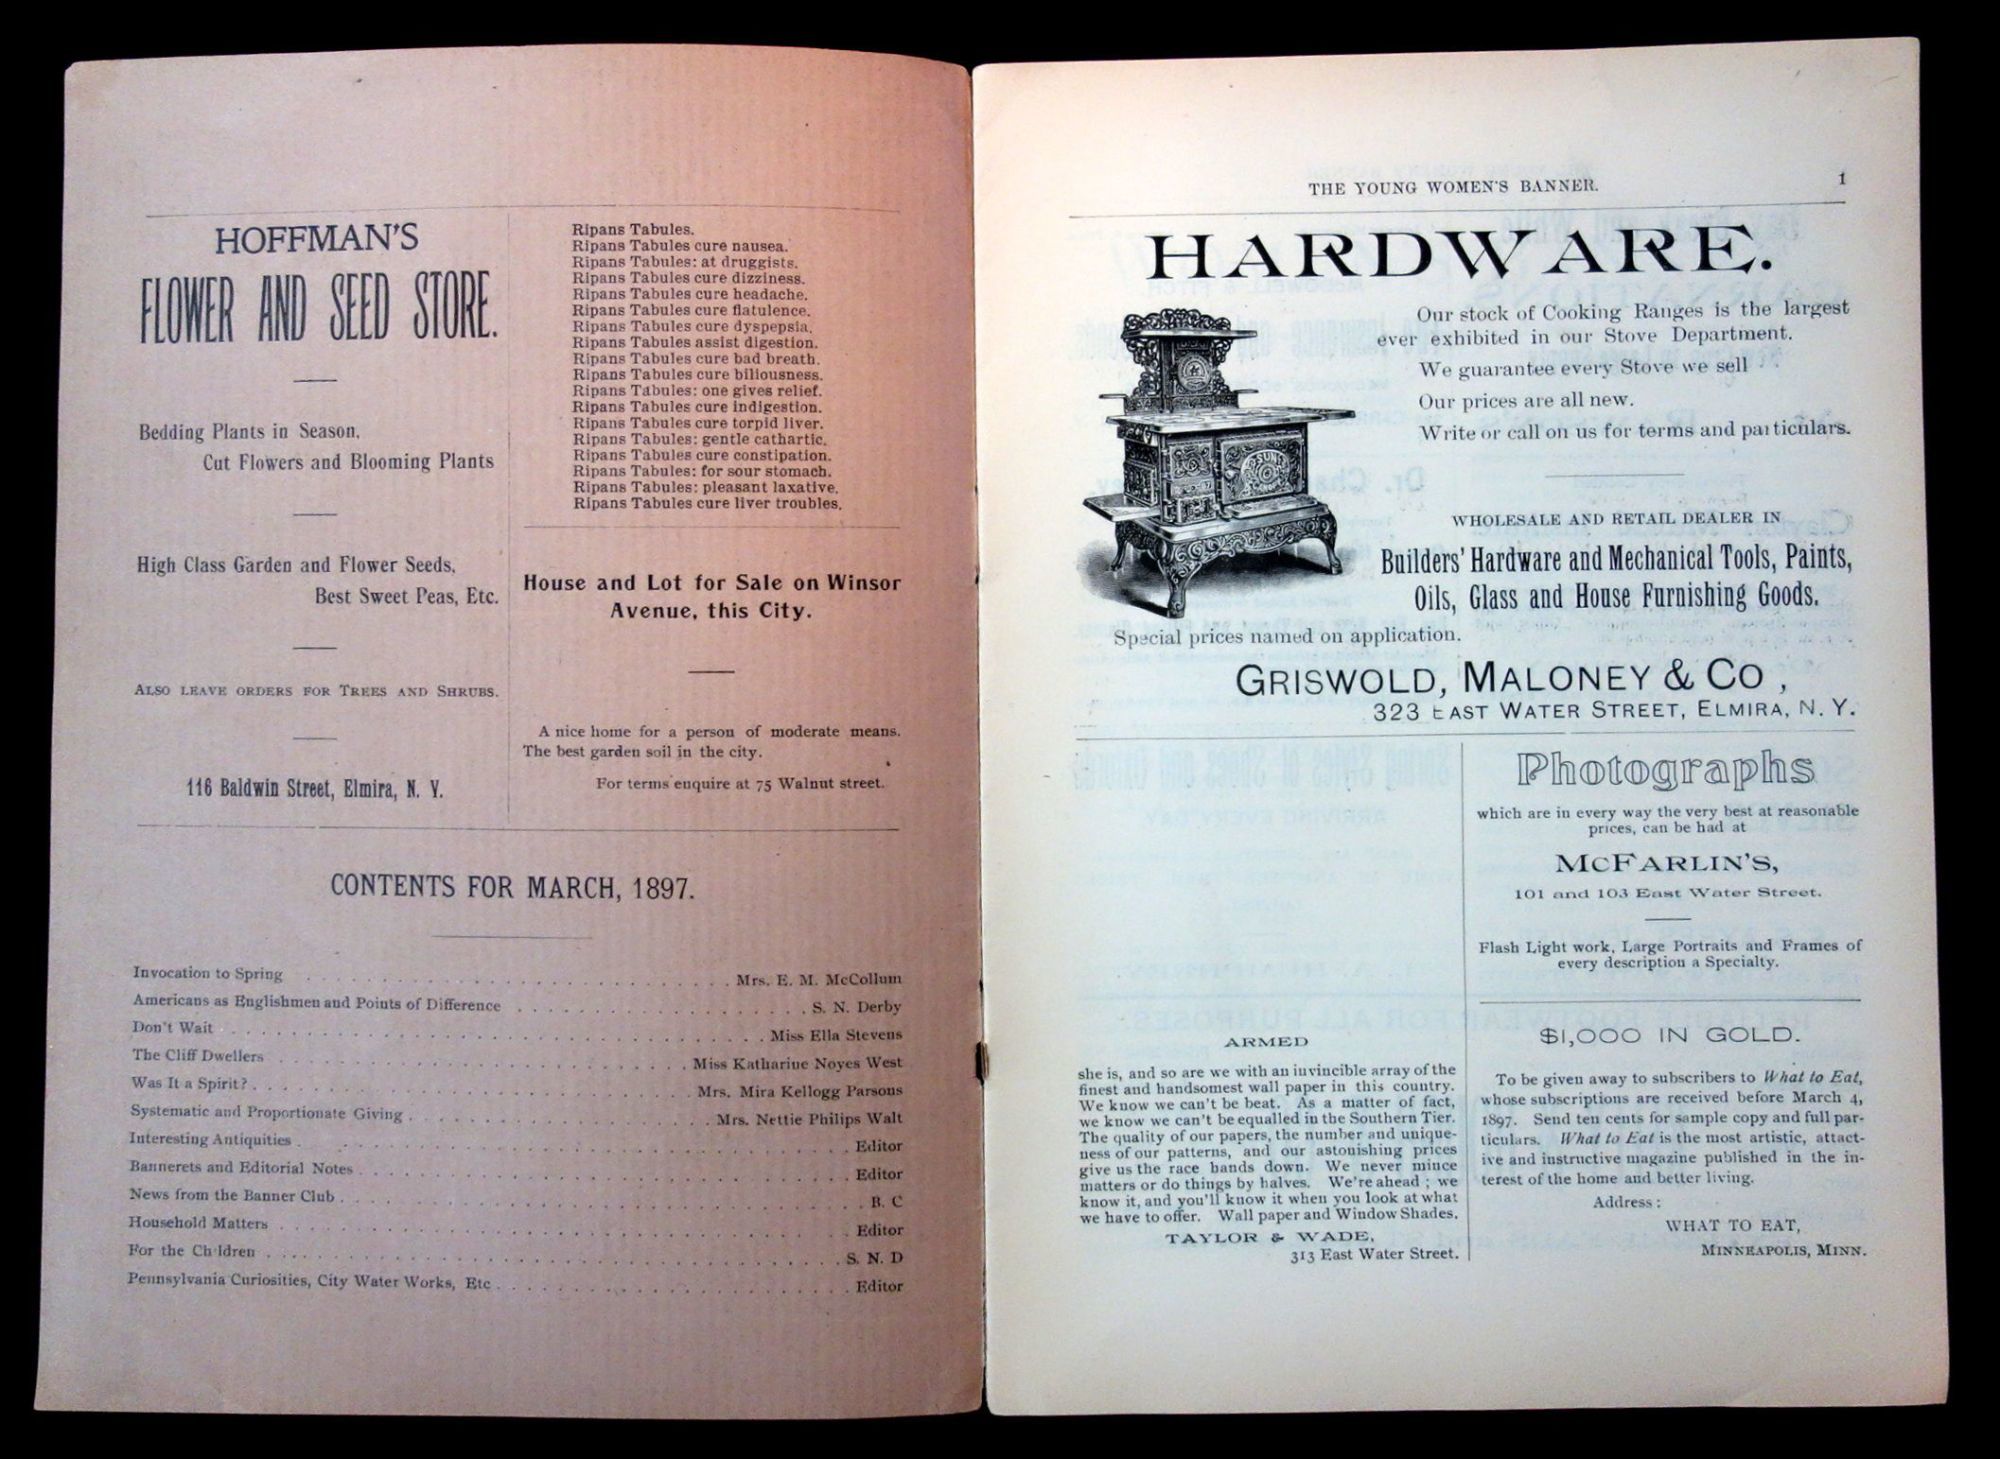 HOFFMAN'S
FLOWER AND SEED STORE.
Bedding Plants in Season,
Cut Flowers and Blooming Plants
High Class Garden and Flower Seeds,
Best Sweet Peas, Etc.
ALSO LEAVE ORDERS FOR TREES AND SHRUBS.
116 Baldwin Street, Elmira, N. Y.
Ripans Tabules.
Ripans Tabules cure nausea.
Ripans Tabules: at druggists.
Ripans Tabules cure dizziness.
Ripans Tabules cure headache.
Ripans Tabules cure flatulence.
Ripans Tabules cure dyspepsia.
Ripans Tabules assist digestion.
Ripans Tabules cure bad breath.
Ripans Tabules cure biliousness.
Ripans Tabules: one gives relief.
Ripans Tabules cure indigestion.
Ripans Tabules cure torpid liver.
Ripans Tabules: gentle cathartic.
Ripans Tabules cure constipation.
Ripans Tabules: for sour stomach.
Ripans Tabules: pleasant laxative.
Ripans Tabules cure liver troubles.
House and Lot for Sale on Winsor
Avenue, this City.
A nice home for a person of moderate means.
The best garden soil in the city.
For terms enquire at 75 Walnut street.
CONTENTS FOR MARCH, 1897.
Invocation to Spring . . . . . Mrs. E. M. McCollum
Americans as Englishmen and Points of Difference . . . . . S. N. Derby
Don't Wait . . . . . Miss Ella Stevens
The Cliff Dwellers . . . . . Miss Katharine Noyes West
Was It a Spirit? . . . . . Mrs. Mira Kellogg Parsons
Systematic and Proportionate Giving . . . . . Mrs. Nettie Philips Walt
Interesting Antiquities . . . . . Editor
Bannerets and Editorial Notes . . . . . Editor
News from the Banner Club . . . . . B. C
Household Matters . . . . . Editor
For the Ch ldren . . . . . S. N. D
Pennsylvania Curiosities, City Water Works, Etc . . . . . Editor
THE YOUNG WOMEN'S BANNER. 1
HARDWARE.
Our stock of Cooking Ranges is the largest
ever exhibited in our Stove Department.
We guarantee every Stove we sell
Our prices are all new.
Write or call on us for terms and particulars.
WHOLESALE AND RETAIL DEALER IN
Builders' Hardware and Mechanical Tools, Paints,
Oils, Glass and House Furnishing Goods.
Special prices named on application.
GRISWOLD, MALONEY & CO ,
323 EAST WATER STREET, ELMIRA, N. Y.
ARMED
she is, and so are we with an invincible array of the
finest and handsomest wall paper in this country.
We know we can't be beat. As a matter of fact,
we know we can't be equalled in the Southern Tier.
The quality of our papers, the number and unique-
ness of our patterns, and our astonishing prices
give us the race hands down. We never mince
matters or do things by halves. We're ahead ; we
know it, and you'll know it when you look at what
we have to offer. Wall paper and Window Shades.
TAYLOR & WADE,
313 East Water Street.
Photographs
which are in every way the very best at reasonable
prices, can be had at
MCFARLIN'S,
101 and 103 East Water Street.
Flash Light work, Large Portraits and Frames of
every description a Specialty.
$1,000 IN GOLD.
To be given away to subscribers to What to Eat,
whose subscriptions are received before March 4,
1897. Send ten cents for sample copy and full par-
ticulars. What to Eat is the most artistic, attact-
ive and instructive magazine published in the in-
terest of the home and better living.
Address :
WHAT TO EAT,
MINNEAPOLIS, MINN.